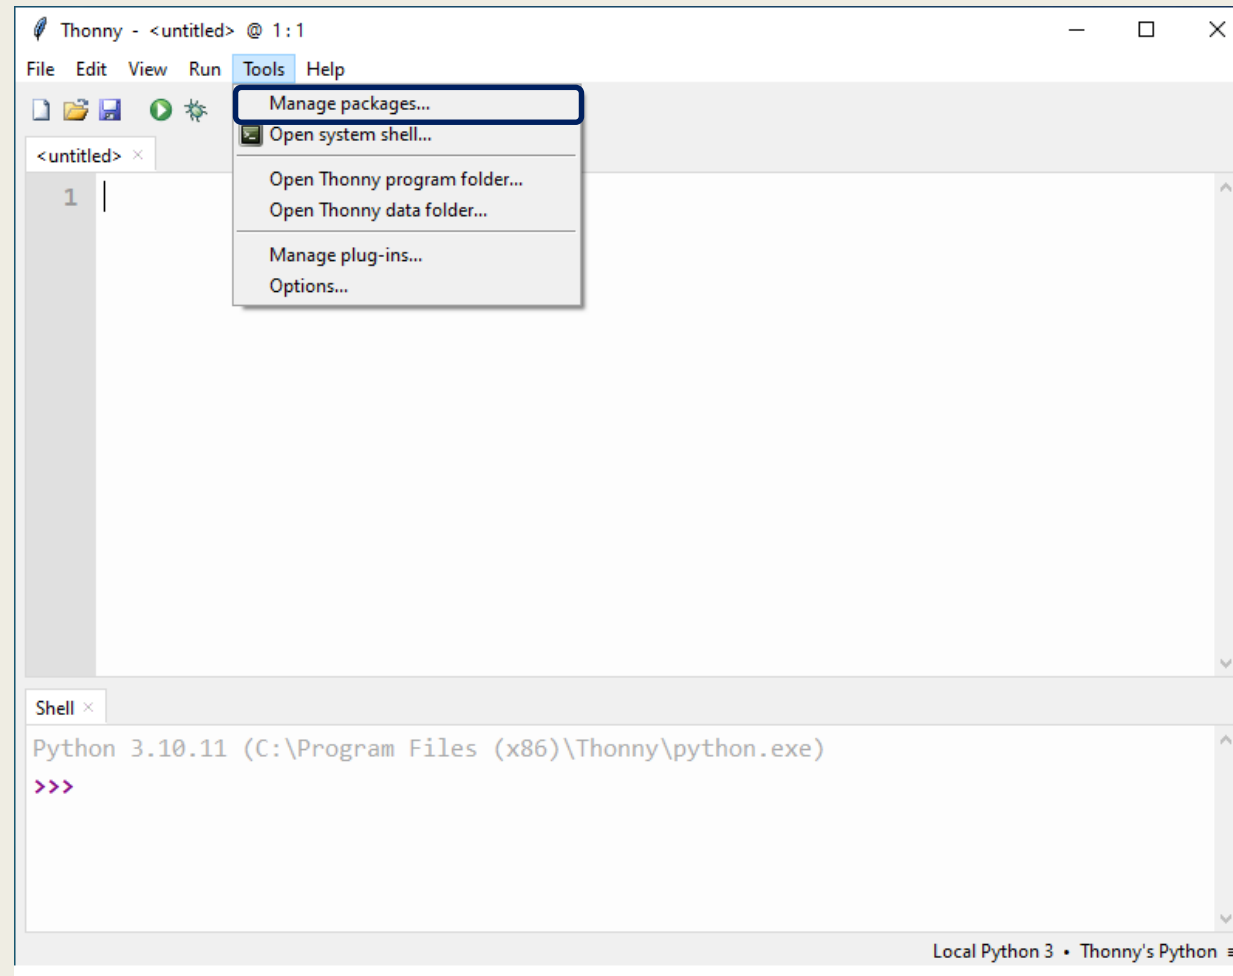 Thonny - <untitled> @ 1:1
File Edit View Run Tools Help
Manage packages...
Open system shell...
<untitled>
Open Thonny program folder...
1
Open Thonny data folder...
Manage plug-ins...
Options...
Shell
Python 3.10.11 (C:\Program Files (x86)\Thonny\python.exe)
>>>
Local Python 3 • Thonny's Python ≡